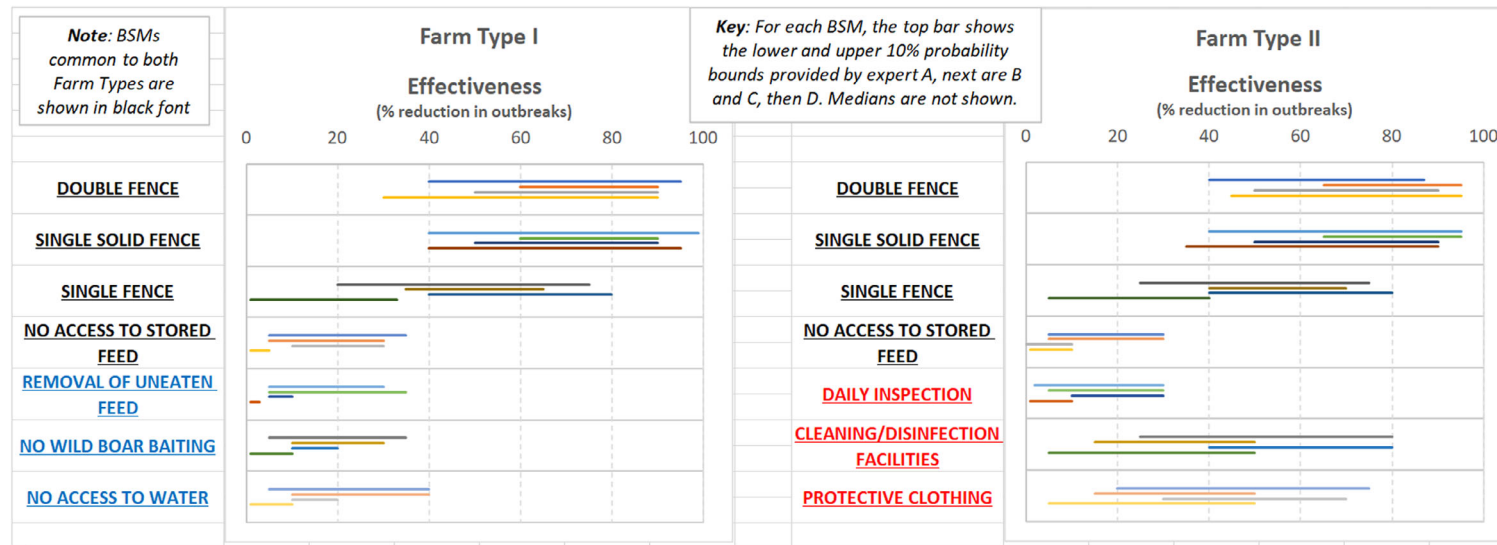 Note: BSMs
common to both
Farm Types are
shown in black font
Farm Type I
Effectiveness
(% reduction in outbreaks)
0 20 40 60 80 100
DOUBLE FENCE
SINGLE SOLID FENCE
SINGLE FENCE
NO ACCESS TO STORED
FEED
REMOVAL OF UNEATEN
FEED
NO WILD BOAR BAITING
NO ACCESS TO WATER
Key: For each BSM, the top bar shows
the lower and upper 10% probability
bounds provided by expert A, next are B
and C, then D. Medians are not shown.
Farm Type II
Effectiveness
(% reduction in outbreaks)
0 20 40 60 80 100
DOUBLE FENCE
SINGLE SOLID FENCE
SINGLE FENCE
NO ACCESS TO STORED
FEED
DAILY INSPECTION
CLEANING/DISINFECTION
FACILITIES
PROTECTIVE CLOTHING